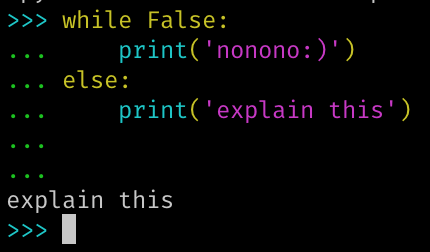 >>> while False:
...     print('nonono:)')
... else:
...     print('explain this')
...
...
explain this
>>>